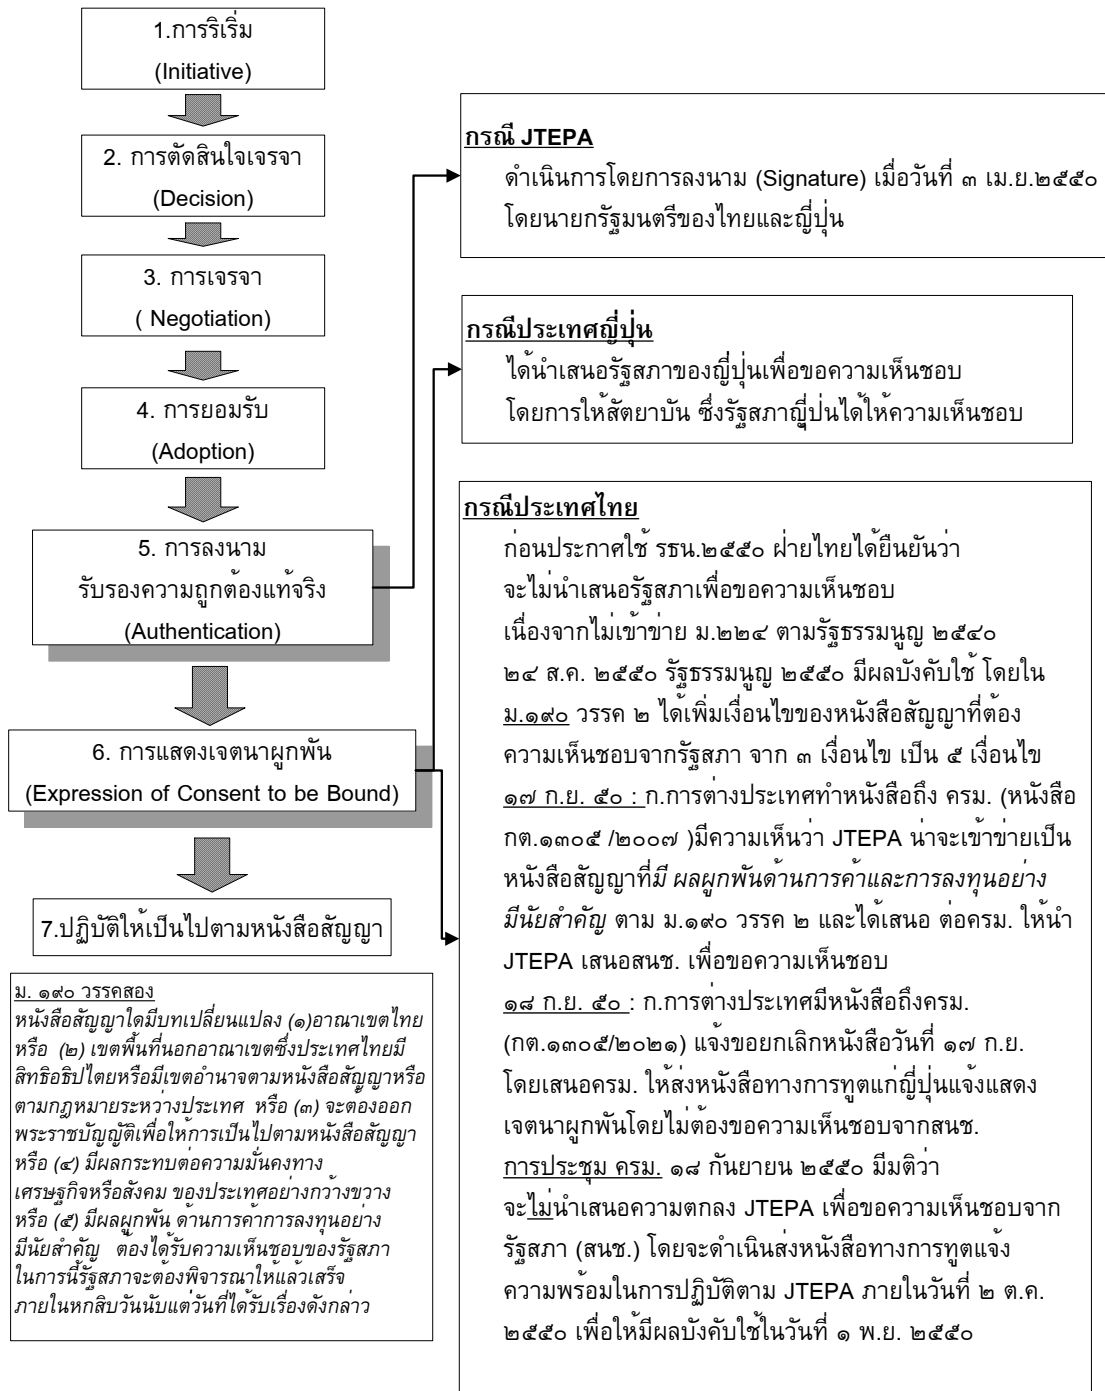 1.การริเริ่ม
(Initiative)
2. การตัดสินใจเจรจา
(Decision)
3. การเจรจา
( Negotiation)
4. การยอมรับ
(Adoption)
5. การลงนาม
รับรองความถูกต้องแท้จริง
(Authentication)
6. การแสดงเจตนาผูกพัน
(Expression of Consent to be Bound)
7.ปฏิบัติให้เป็นไปตามหนังสือสัญญา
ม. ๑๙๐ วรรคสอง
หนังสือสัญญาใดมีบทเปลี่ยนแปลง (๑)อาณาเขตไทย
หรือ (๒) เขตพื้นที่นอกอาณาเขตซึ่งประเทศไทยมี
สิทธิอธิปไตยหรือมีเขตอำนาจตามหนังสือสัญญาหรือ
ตามกฎหมายระหว่างประเทศ หรือ (๓) จะต้องออก
พระราชบัญญัติเพื่อให้การเป็นไปตามหนังสือสัญญา
หรือ (๔) มีผลกระทบต่อความมั่นคงทาง
เศรษฐกิจหรือสังคม ของประเทศอย่างกว้างขวาง
หรือ (๕) มีผลผูกพัน ด้านการค้าการลงทุนอย่าง
มีนัยสำคัญ ต้องได้รับความเห็นชอบของรัฐสภา
ในการนี้รัฐสภาจะต้องพิจารณาให้แล้วเสร็จ
ภายในหกสิบวันนับแต่วันที่ได้รับเรื่องดังกล่าว
กรณี JTEPA
ดำเนินการโดยการลงนาม (Signature) เมื่อวันที่ ๓ เม.ย.๒๕๕๐
โดยนายกรัฐมนตรีของไทยและญี่ปุ่น
กรณีประเทศญี่ปุ่น
ได้นำเสนอรัฐสภาของญี่ปุ่นเพื่อขอความเห็นชอบ
โดยการให้สัตยาบัน ซึ่งรัฐสภาญี่ปุ่นได้ให้ความเห็นชอบ
กรณีประเทศไทย
ก่อนประกาศใช้ รธน.๒๕๕๐ ฝ่ายไทยได้ยืนยันว่า
จะไม่นำเสนอรัฐสภาเพื่อขอความเห็นชอบ
เนื่องจากไม่เข้าข่าย ม.๒๒๔ ตามรัฐธรรมนูญ ๒๕๔๐
๒๔ ส.ค. ๒๕๕๐ รัฐธรรมนูญ ๒๕๕๐ มีผลบังคับใช้ โดยใน
ม.๑๙๐ วรรค ๒ ได้เพิ่มเงื่อนไขของหนังสือสัญญาที่ต้อง
ความเห็นชอบจากรัฐสภา จาก ๓ เงื่อนไข เป็น ๕ เงื่อนไข
๑๗ ก.ย. ๕๐ : ก.การต่างประเทศทำหนังสือถึง ครม. (หนังสือ
กต.๑๓๐๕ /๒๐๐๗ )มีความเห็นว่า JTEPA น่าจะเข้าข่ายเป็น
หนังสือสัญญาที่มี ผลผูกพันด้านการค้าและการลงทุนอย่าง
มีนัยสำคัญ ตาม ม.๑๙๐ วรรค ๒ และได้เสนอ ต่อครม. ให้นำ
JTEPA เสนอสนช. เพื่อขอความเห็นชอบ
๑๘ ก.ย. ๕๐ : ก.การต่างประเทศมีหนังสือถึงครม.
(กต.๑๓๐๕/๒๐๒๑) แจ้งขอยกเลิกหนังสือวันที่ ๑๗ ก.ย.
โดยเสนอครม. ให้ส่งหนังสือทางการทูตแก่ญี่ปุ่นแจ้งแสดง
เจตนาผูกพันโดยไม่ต้องขอความเห็นชอบจากสนช.
การประชุม ครม. ๑๘ กันยายน ๒๕๕๐ มีมติว่า
จะไม่นำเสนอความตกลง JTEPA เพื่อขอความเห็นชอบจาก
รัฐสภา (สนช.) โดยจะดำเนินส่งหนังสือทางการทูตแจ้ง
ความพร้อมในการปฏิบัติตาม JTEPA ภายในวันที่ ๒ ต.ค.
๒๕๕๐ เพื่อให้มีผลบังคับใช้ในวันที่ ๑ พ.ย. ๒๕๕๐